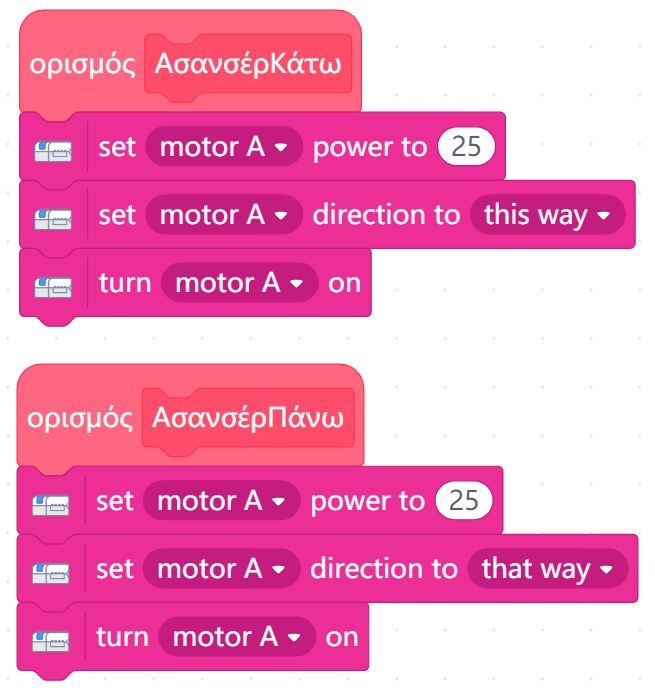 ορισμός ΑσανσέρΚάτω
set motor A power to 25
set motor A direction to this way
turn motor A on
ορισμός ΑσανσέρΠάνω
set motor A power to 25
set motor A direction to that way
turn motor A on